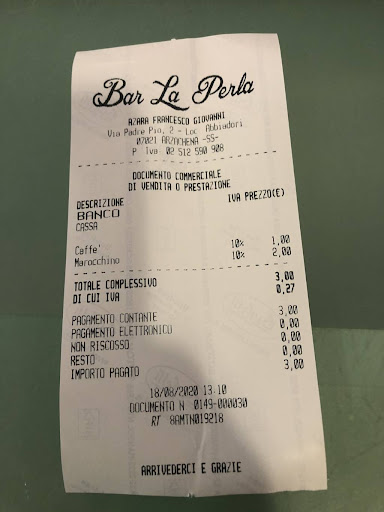 Bar La Perla
AZARA FRANCESCO GIOVANNI
Via Padre Pio, 2 - Loc Abbiadori
07021 ARZACHENA -SS-
P Iva 02 512 590 908
DOCUMENTO COMMERCIALE
DI VENDITA O PRESTAZIONE
DESCRIZIONE IVA PREZZO(€)
BANCO
CASSA
Caffe' 10% 1,00
Marocchino 10% 2,00
TOTALE COMPLESSIVO 3,00
DI CUI IVA 0,27
PAGAMENTO CONTANTE 3,00
PAGAMENTO ELETTRONICO 0,00
NON RISCOSSO 0,00
RESTO 0,00
IMPORTO PAGATO 3,00
18/08/2020 13:10
DOCUMENTO N 0149-000030
RT 8AMTN019218
ARRIVEDERCI E GRAZIE